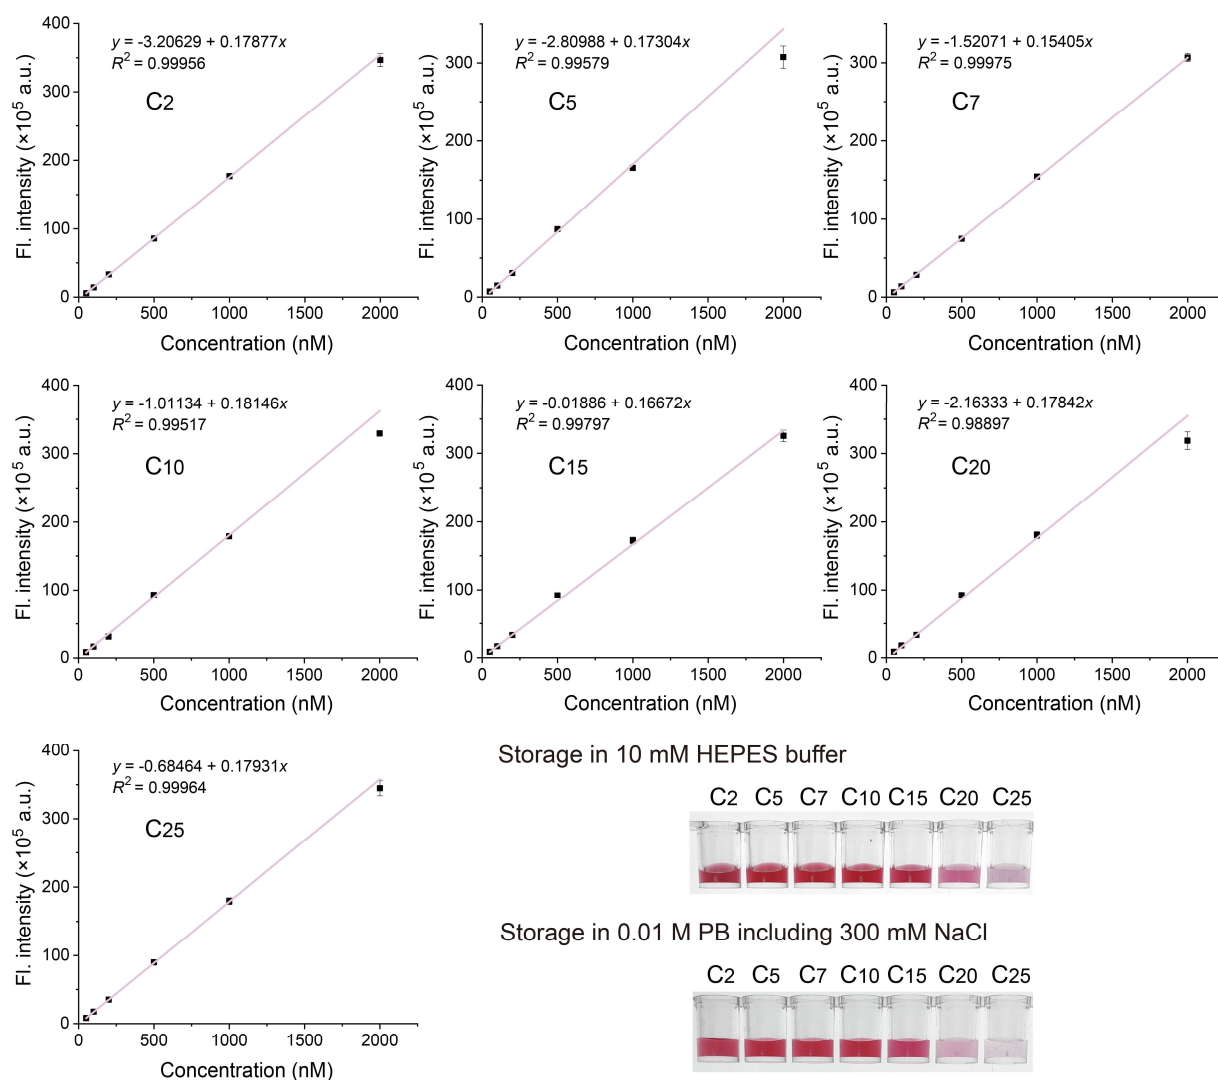 y = -3.20629 + 0.17877x
R² = 0.99956
C2
Fl. intensity (×10⁵ a.u.)
400
300
200
100
0
0 500 1000 1500 2000
Concentration (nM)
y = -2.80988 + 0.17304x
R² = 0.99579
C5
Fl. intensity (×10⁵ a.u.)
300
200
100
0
0 500 1000 1500 2000
Concentration (nM)
y = -1.52071 + 0.15405x
R² = 0.99975
C7
Fl. intensity (×10⁵ a.u.)
300
200
100
0
0 500 1000 1500 2000
Concentration (nM)
y = -1.01134 + 0.18146x
R² = 0.99517
C10
Fl. intensity (×10⁵ a.u.)
400
300
200
100
0
0 500 1000 1500 2000
Concentration (nM)
y = -0.01886 + 0.16672x
R² = 0.99797
C15
Fl. intensity (×10⁵ a.u.)
400
300
200
100
0
0 500 1000 1500 2000
Concentration (nM)
y = -2.16333 + 0.17842x
R² = 0.98897
C20
Fl. intensity (×10⁵ a.u.)
400
300
200
100
0
0 500 1000 1500 2000
Concentration (nM)
y = -0.68464 + 0.17931x
R² = 0.99964
C25
Fl. intensity (×10⁵ a.u.)
400
300
200
100
0
0 500 1000 1500 2000
Concentration (nM)
Storage in 10 mM HEPES buffer
C2 C5 C7 C10 C15 C20 C25
Storage in 0.01 M PB including 300 mM NaCl
C2 C5 C7 C10 C15 C20 C25